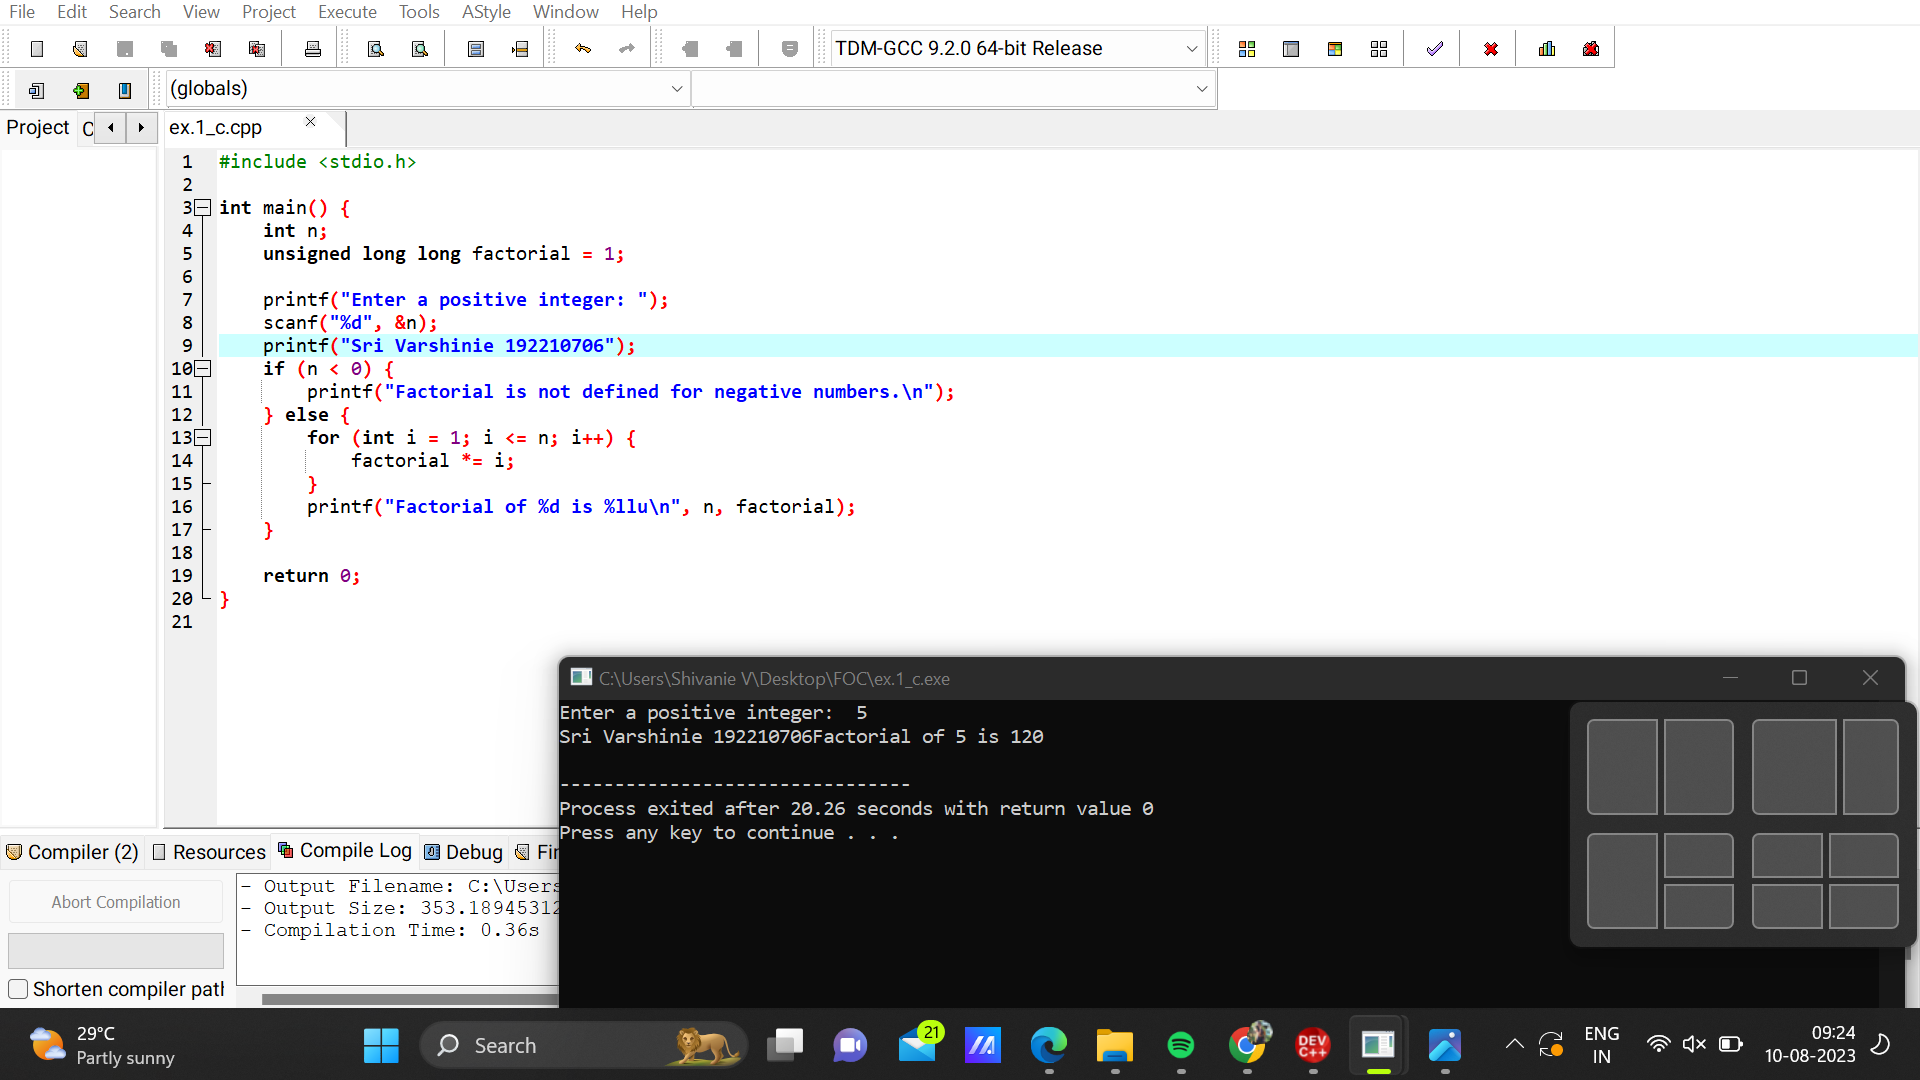 File Edit Search View Project Execute Tools AStyle Window Help
TDM-GCC 9.2.0 64-bit Release
(globals)
Project C ex.1_c.cpp
1 #include <stdio.h>
2
3 int main() {
4 int n;
5 unsigned long long factorial = 1;
6
7 printf("Enter a positive integer: ");
8 scanf("%d", &n);
9 printf("Sri Varshinie 192210706");
10 if (n < 0) {
11 printf("Factorial is not defined for negative numbers.\n");
12 } else {
13 for (int i = 1; i <= n; i++) {
14 factorial *= i;
15 }
16 printf("Factorial of %d is %llu\n", n, factorial);
17 }
18
19 return 0;
20 }
21
C:\Users\Shivanie V\Desktop\FOC\ex.1_c.exe
Enter a positive integer:  5
Sri Varshinie 192210706Factorial of 5 is 120
--------------------------------
Process exited after 20.26 seconds with return value 0
Press any key to continue . . .
Compiler (2) Resources Compile Log Debug Fin
Abort Compilation
Shorten compiler path
- Output Filename: C:\Users
- Output Size: 353.18945312
- Compilation Time: 0.36s
29°C
Partly sunny
Search
21
DEV
C++
ENG
IN
09:24
10-08-2023